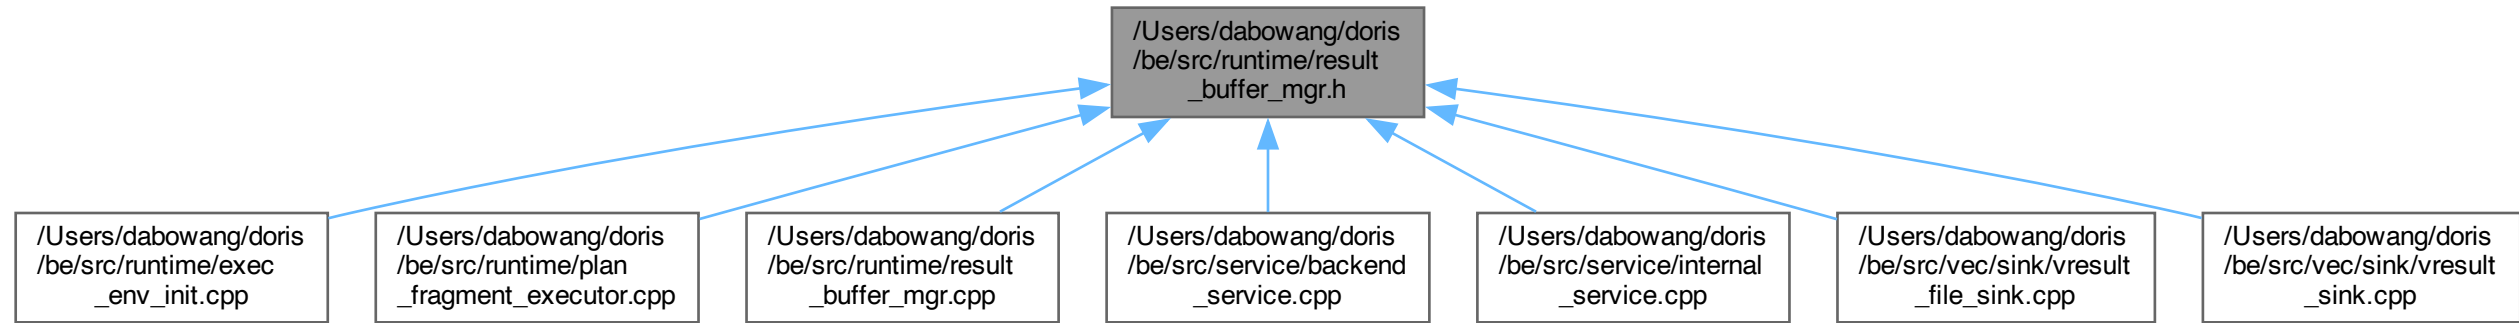 /Users/dabowang/doris
/be/src/runtime/result
_buffer_mgr.h
/Users/dabowang/doris
/be/src/runtime/exec
_env_init.cpp
/Users/dabowang/doris
/be/src/runtime/plan
_fragment_executor.cpp
/Users/dabowang/doris
/be/src/runtime/result
_buffer_mgr.cpp
/Users/dabowang/doris
/be/src/service/backend
_service.cpp
/Users/dabowang/doris
/be/src/service/internal
_service.cpp
/Users/dabowang/doris
/be/src/vec/sink/vresult
_file_sink.cpp
/Users/dabowang/doris
/be/src/vec/sink/vresult
_sink.cpp